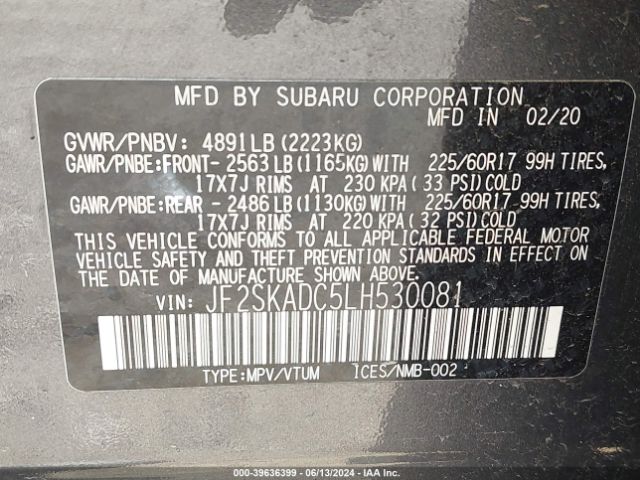 MFD BY SUBARU CORPORATION
MFD IN 02/20
GVWR/PNBV: 4891LB (2223KG)
GAWR/PNBE:FRONT- 2563 LB (1165KG) WITH 225/60R17 99H TIRES,
17X7J RIMS AT 230 KPA (33 PSI) COLD
GAWR/PNBE:REAR - 2486 LB (1130KG) WITH 225/60R17 99H TIRES,
17X7J RIMS AT 220 KPA (32 PSI) COLD
THIS VEHICLE CONFORMS TO ALL APPLICABLE FEDERAL MOTOR
VEHICLE SAFETY AND THEFT PREVENTION STANDARDS IN EFFECT ON
THE DATE OF MANUFACTURE SHOWN ABOVE.
VIN: JF2SKADC5LH530081
TYPE:MPV/VTUM ICES/NMB-002
000-39636399 - 06/13/2024 - IAA Inc.